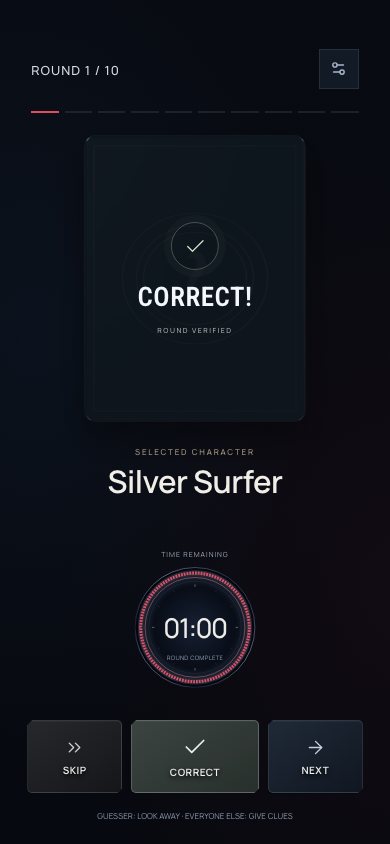 ROUND 1 / 10
CORRECT!
ROUND VERIFIED
SELECTED CHARACTER
Silver Surfer
TIME REMAINING
01:00
ROUND COMPLETE
SKIP
CORRECT
NEXT
GUESSER: LOOK AWAY · EVERYONE ELSE: GIVE CLUES